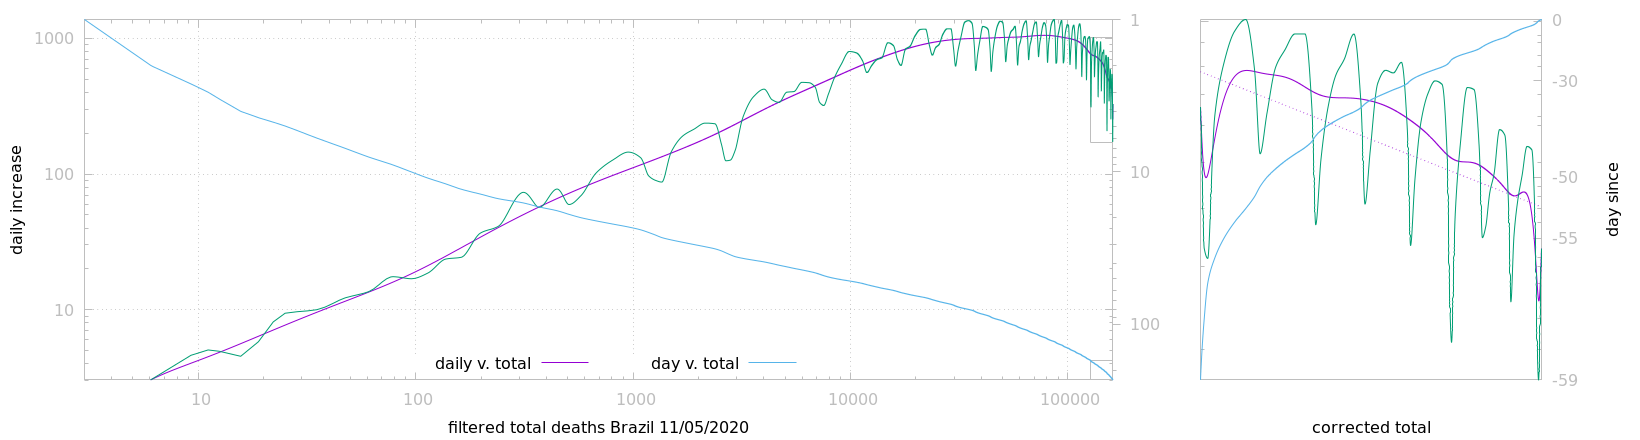 1000
100
10
daily increase
10
100
1000
10000
100000
filtered total deaths Brazil 11/05/2020
daily v. total
day v. total
1
10
100
0
-30
-50
-55
-59
day since
corrected total